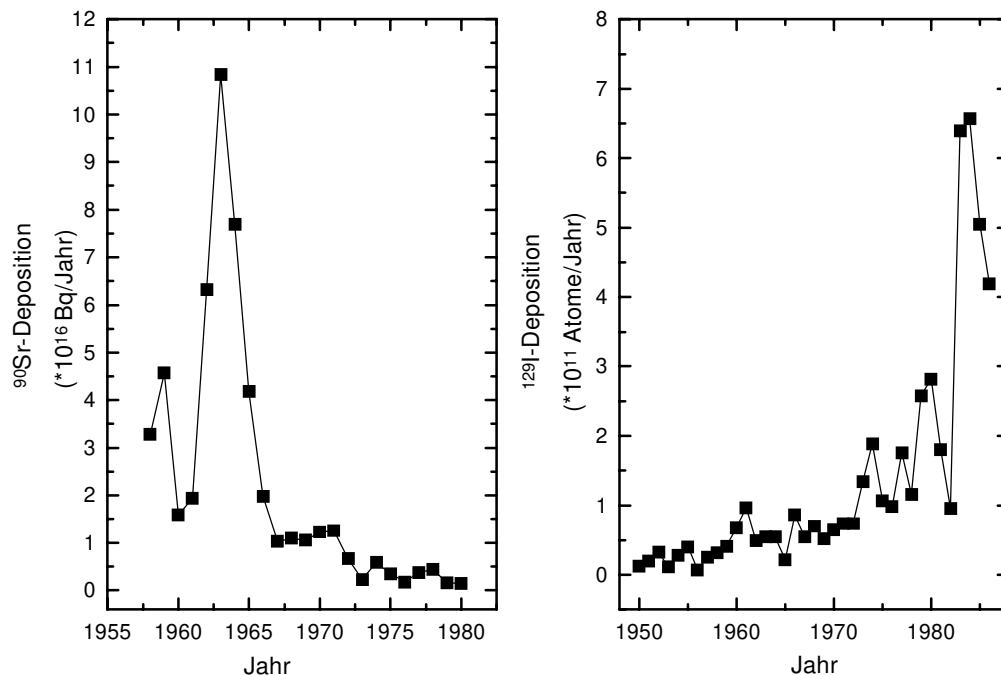 12
11
10
9
8
7
6
5
4
3
2
1
0
⁹⁰Sr-Deposition
(*10¹⁶ Bq/Jahr)
1955 1960 1965 1970 1975 1980
Jahr
8
7
6
5
4
3
2
1
0
¹²⁹I-Deposition
(*10¹¹ Atome/Jahr)
1950 1960 1970 1980
Jahr